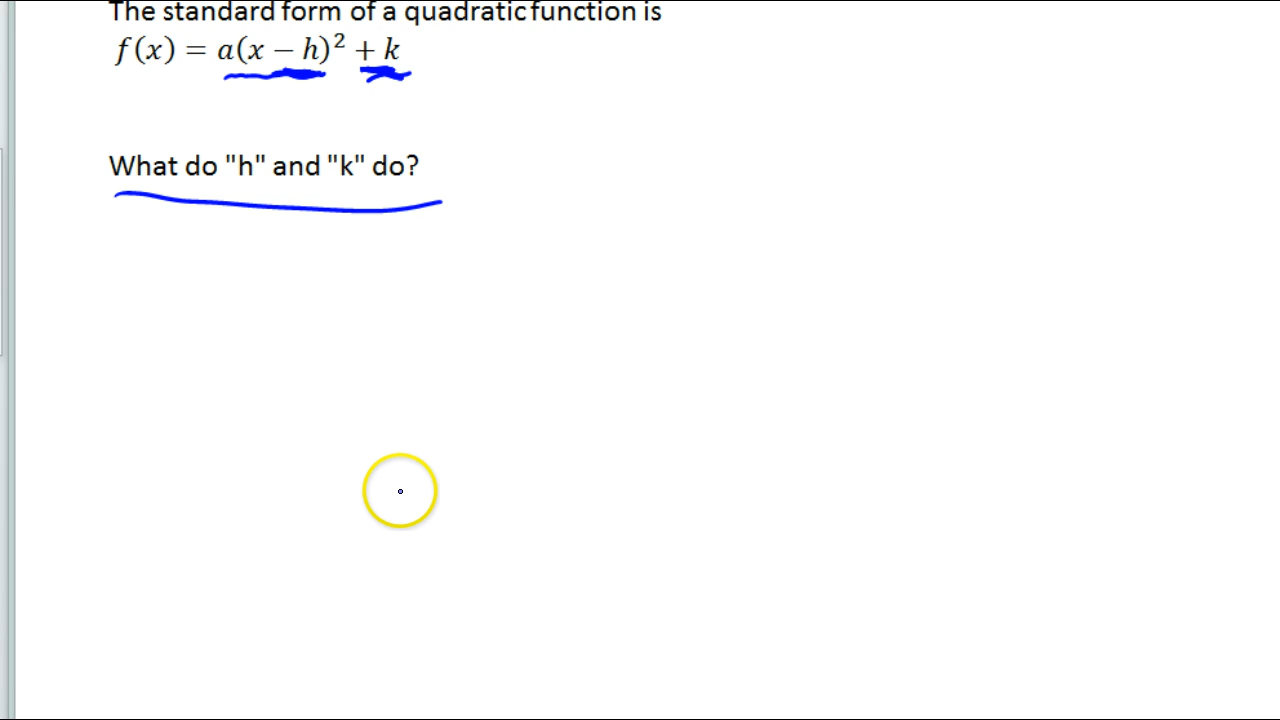 The standard form of a quadratic function is
f(x) = a(x − h)² + k
What do "h" and "k" do?